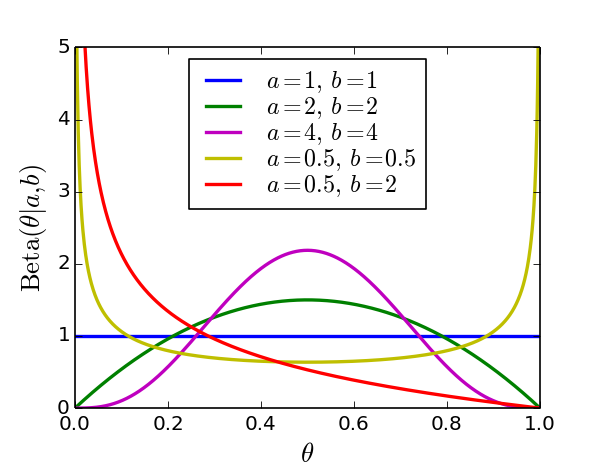 5
4
3
2
1
0
Beta(θ|a,b)
a=1, b=1
a=2, b=2
a=4, b=4
a=0.5, b=0.5
a=0.5, b=2
0.0 0.2 0.4 0.6 0.8 1.0
θ